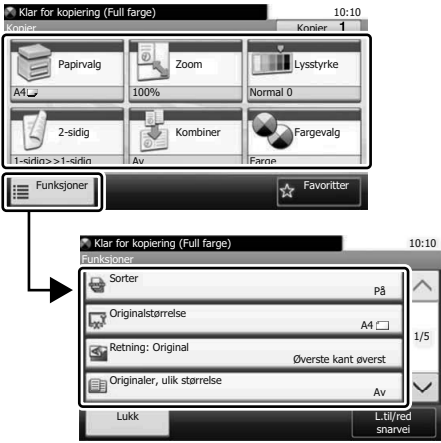 Klar for kopiering (Full farge) 10:10
Kopier Kopier 1
Papirvalg Zoom Lysstyrke
A4 100% Normal 0
2-sidig Kombiner Fargevalg
1-sidig>>1-sidig Av Farge
Funksjoner Favoritter
Klar for kopiering (Full farge) 10:10
Funksjoner
Sorter
På
Originalstørrelse
A4
1/5
Retning: Original
Øverste kant øverst
Originaler, ulik størrelse
Av
Lukk L.til/red
snarvei